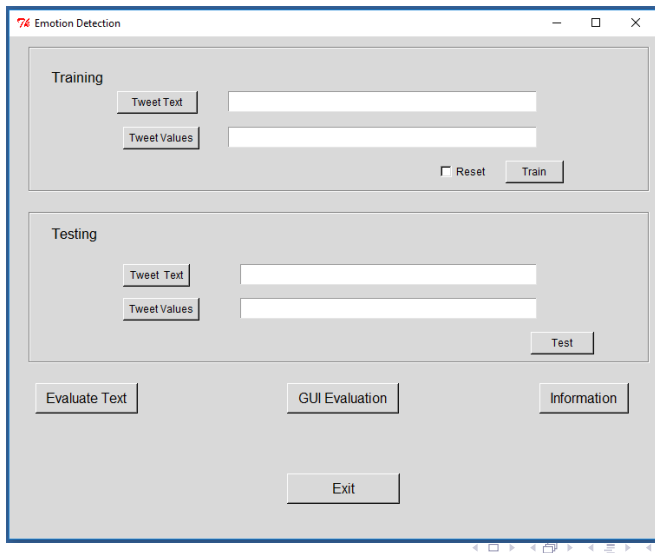 Emotion Detection
Training
Tweet Text
Tweet Values
Reset Train
Testing
Tweet Text
Tweet Values
Test
Evaluate Text GUI Evaluation Information
Exit